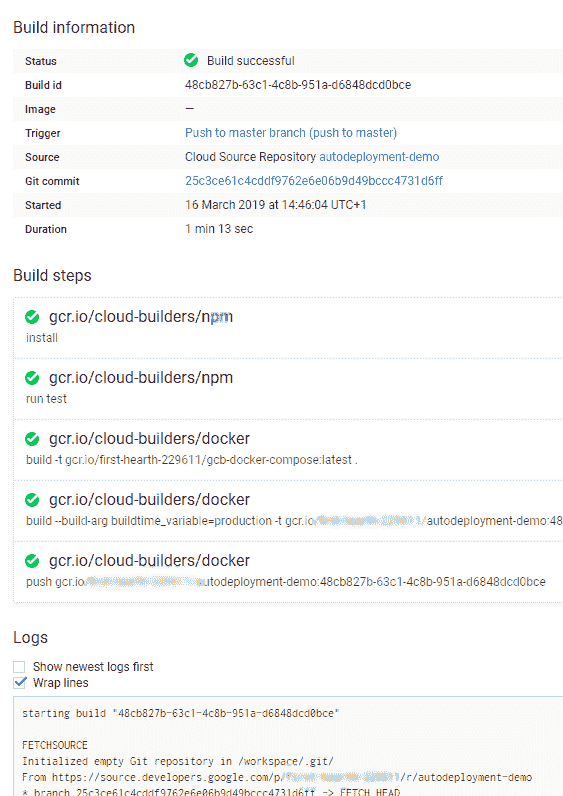 Build information
Status Build successful
Build id 48cb827b-63c1-4c8b-951a-d6848dcd0bce
Image —
Trigger Push to master branch (push to master)
Source Cloud Source Repository autodeployment-demo
Git commit 25c3ce61c4cddf9762e6e06b9d49bccc4731d6ff
Started 16 March 2019 at 14:46:04 UTC+1
Duration 1 min 13 sec
Build steps
gcr.io/cloud-builders/npm
install
gcr.io/cloud-builders/npm
run test
gcr.io/cloud-builders/docker
build -t gcr.io/first-hearth-229611/gcb-docker-compose:latest .
gcr.io/cloud-builders/docker
build --build-arg buildtime_variable=production -t gcr.io/ /autodeployment-demo:48
gcr.io/cloud-builders/docker
push gcr.io/ utodeployment-demo:48cb827b-63c1-4c8b-951a-d6848dcd0bce
Logs
Show newest logs first
Wrap lines
starting build "48cb827b-63c1-4c8b-951a-d6848dcd0bce"
FETCHSOURCE
Initialized empty Git repository in /workspace/.git/
From https://source.developers.google.com/p/ /r/autodeployment-demo
* branch 25c3ce61c4cddf9762e6e06b9d49bccc4731d6ff -> FETCH_HEAD